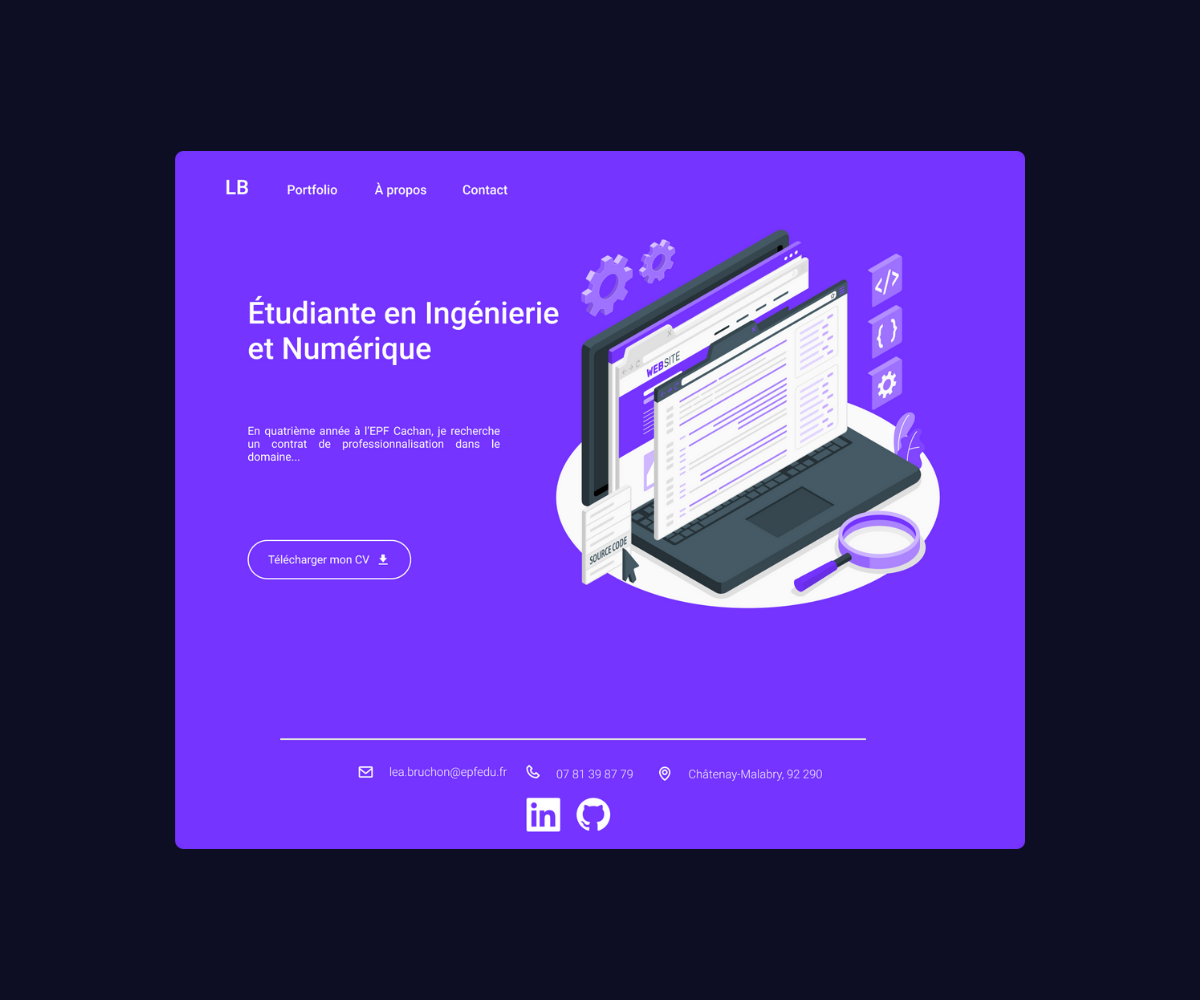 LB
Portfolio
À propos
Contact
Étudiante en Ingénierie
et Numérique
WEBSITE
En quatrième année à l'EPF Cachan, je recherche
un contrat de professionnalisation dans le
domaine...
SOURCE CODE
Télécharger mon CV
lea.bruchon@epfedu.fr
07 81 39 87 79
Châtenay-Malabry, 92 290
in